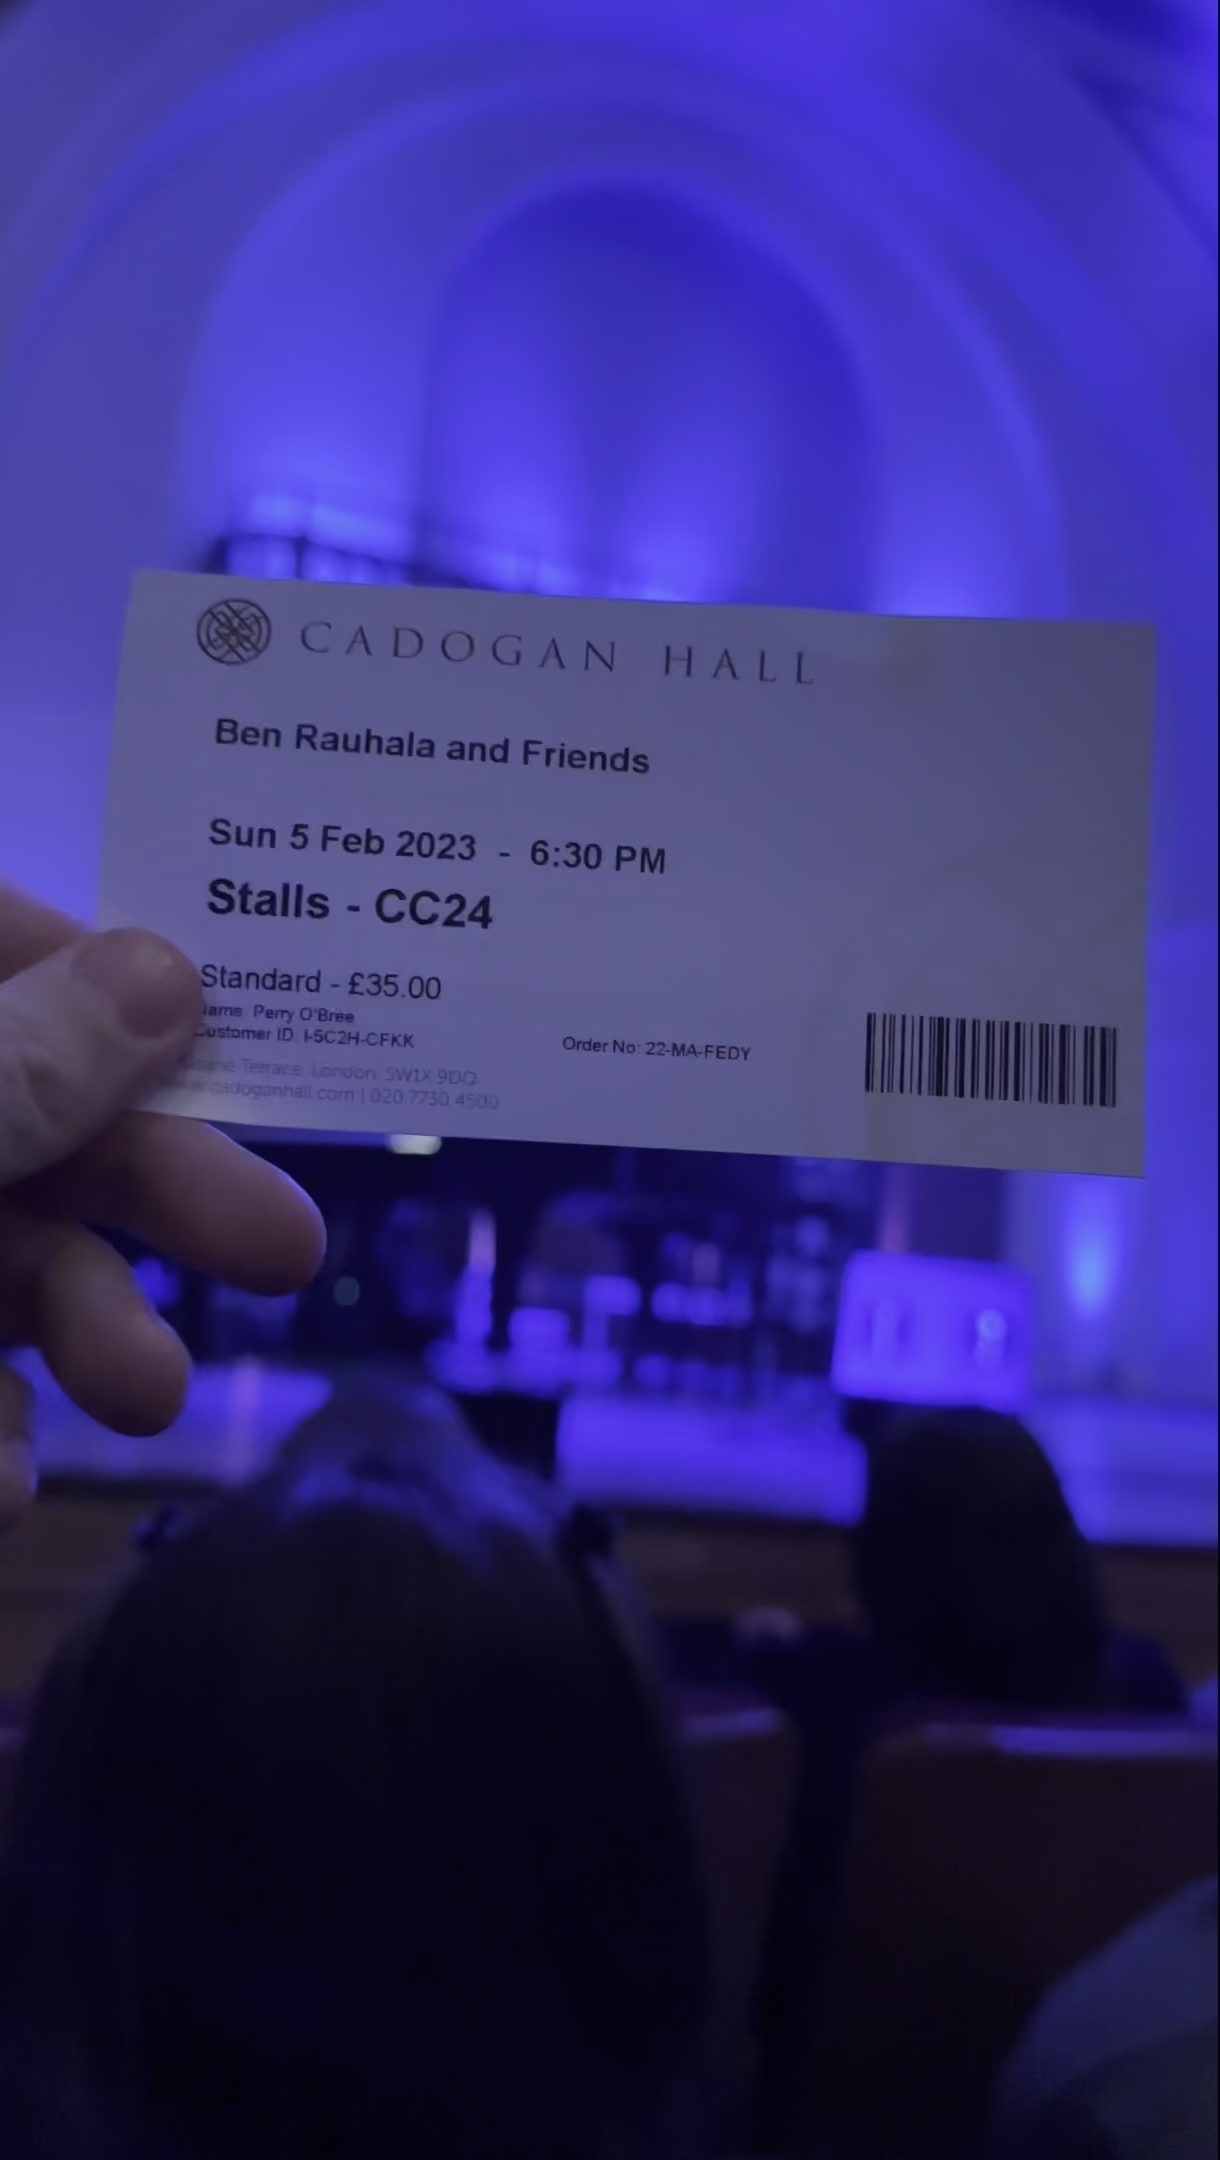 CADOGAN HALL
Ben Rauhala and Friends
Sun 5 Feb 2023 - 6:30 PM
Stalls - CC24
Standard - £35.00
Perry O'Bree
Customer ID: I-5C2H-CFKK
Order No: 22-MA-FEDY
Terrace, London, SW1X 9DQ
cadoganhall.com | 020 7730 4500